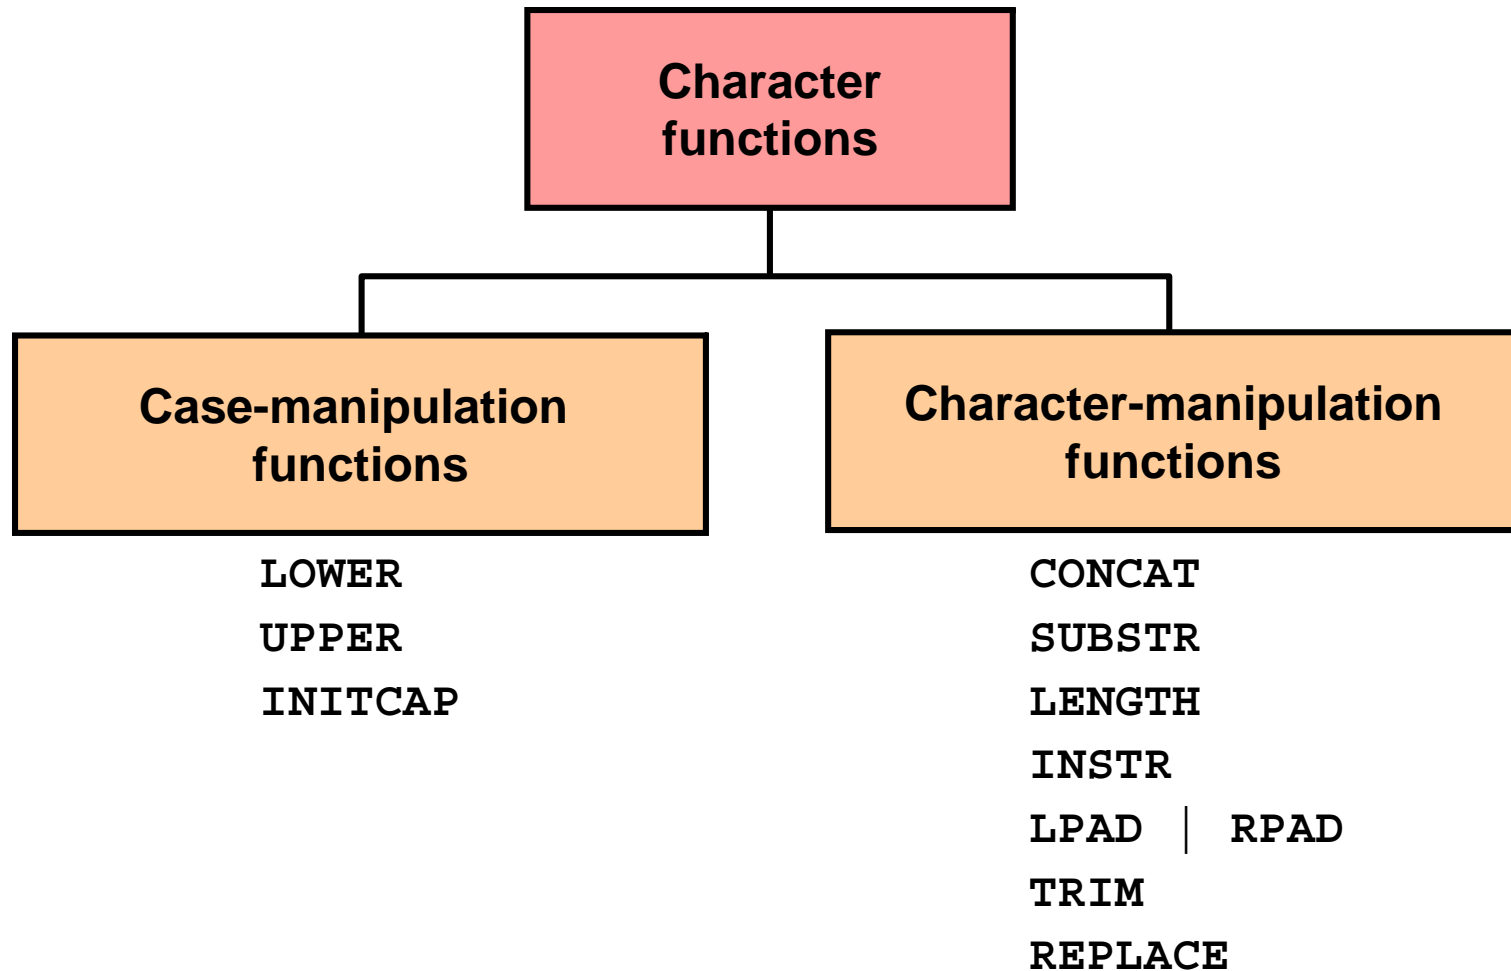 Character
functions
Case-manipulation
functions
LOWER
UPPER
INITCAP
Character-manipulation
functions
CONCAT
SUBSTR
LENGTH
INSTR
LPAD | RPAD
TRIM
REPLACE